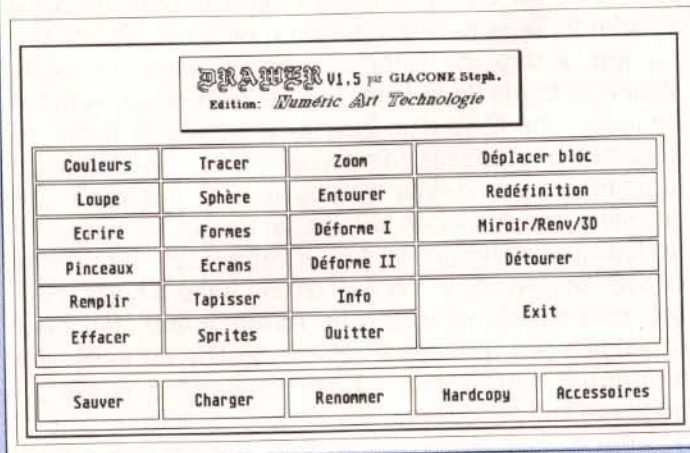 DRAWER V1.5 par GIACONE Steph.
Edition: Numéric Art Technologie
Couleurs Tracer Zoom Déplacer bloc
Loupe Sphère Entourer Redéfinition
Ecrire Formes Déforme I Miroir/Renv/3D
Pinceaux Ecrans Déforme II Détourer
Remplir Tapisser Info Exit
Effacer Sprites Quitter
Sauver Charger Renommer Hardcopy Accessoires